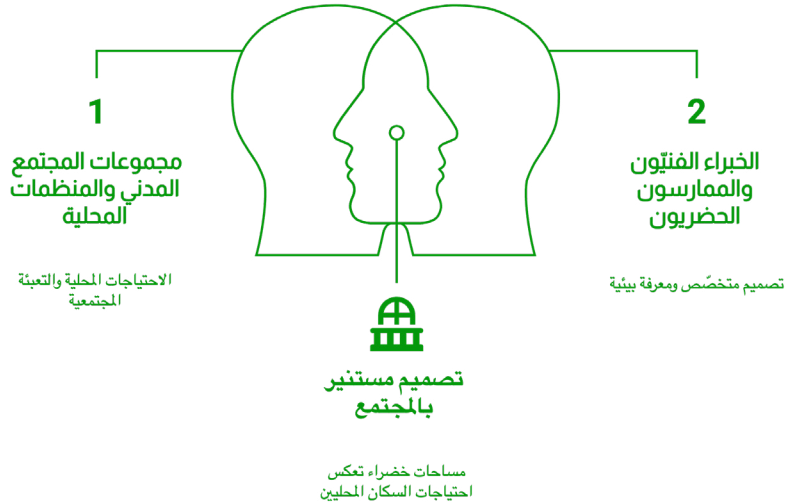 1
مجموعات المجتمع
المدني والمنظمات
المحلية
الاحتياجات المحلية والتعبئة
المجتمعية
2
الخبراء الفنيّون
والممارسون
الحضريون
تصميم متخصّص ومعرفة بيئية
تصميم مستنير
بالمجتمع
مساحات خضراء تعكس
احتياجات السكان المحليين